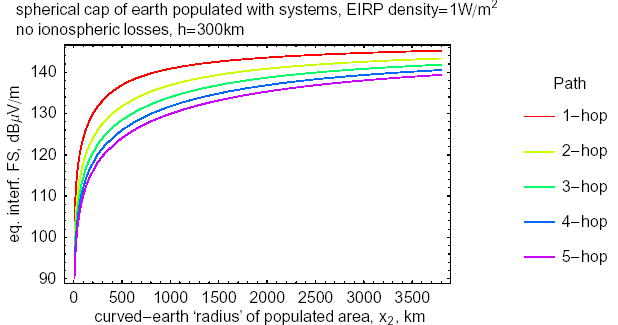 spherical cap of earth populated with systems, EIRP density=1W/m²
no ionospheric losses, h=300km
140
130
120
110
100
90
eq. interf. FS, dBμV/m
0 500 1000 1500 2000 2500 3000 3500
curved−earth ‘radius’ of populated area, x₂, km
Path
1−hop
2−hop
3−hop
4−hop
5−hop